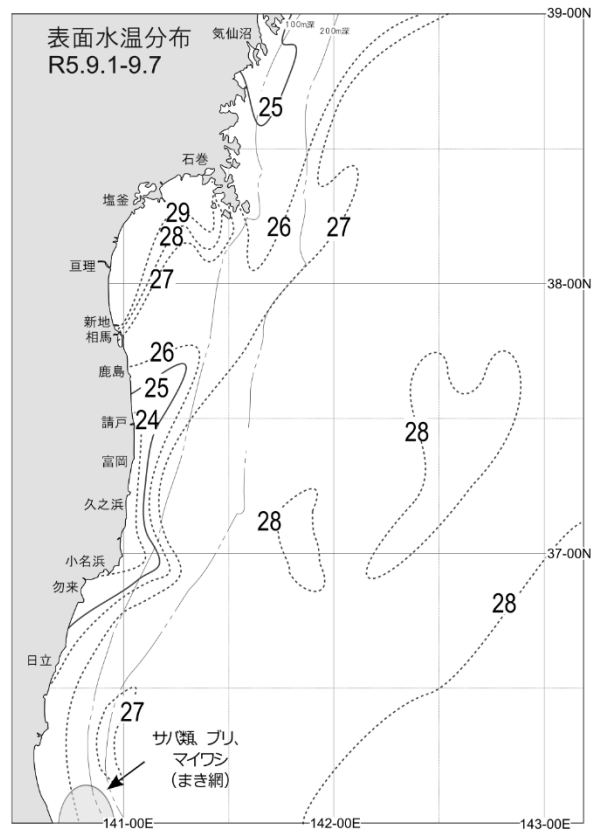 表面水温分布
R5.9.1-9.7
気仙沼
100m深
200m深
39-00N
25
石巻
塩釜
29
28
26
27
亘理
27
38-00N
新地
相馬
26
鹿島
25
請戸
24
28
富岡
久之浜
28
37-00N
小名浜
勿来
28
日立
27
サバ類、ブリ、
マイワシ
(まき網)
141-00E
142-00E
143-00E